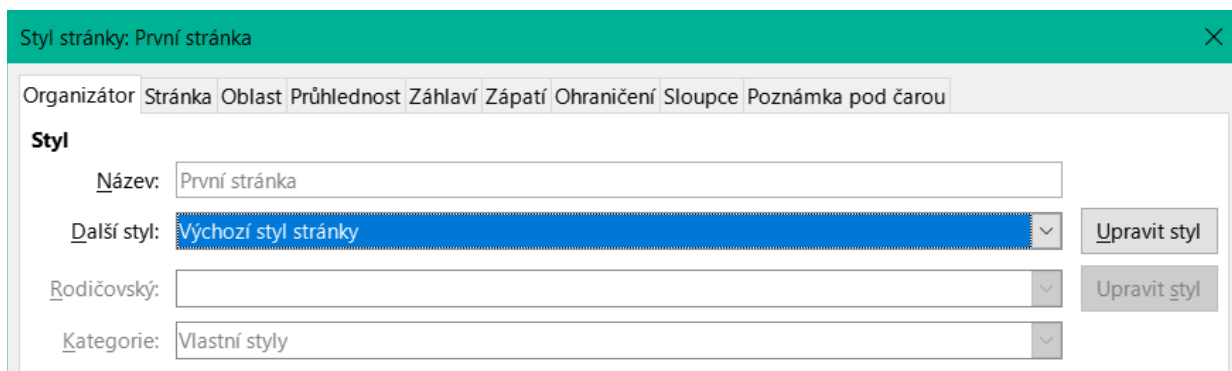 Styl stránky: První stránka
Organizátor Stránka Oblast Průhlednost Záhlaví Zápatí Ohraničení Sloupce Poznámka pod čarou
Styl
Název: První stránka
Další styl: Výchozí styl stránky Upravit styl
Rodičovský: Upravit styl
Kategorie: Vlastní styly